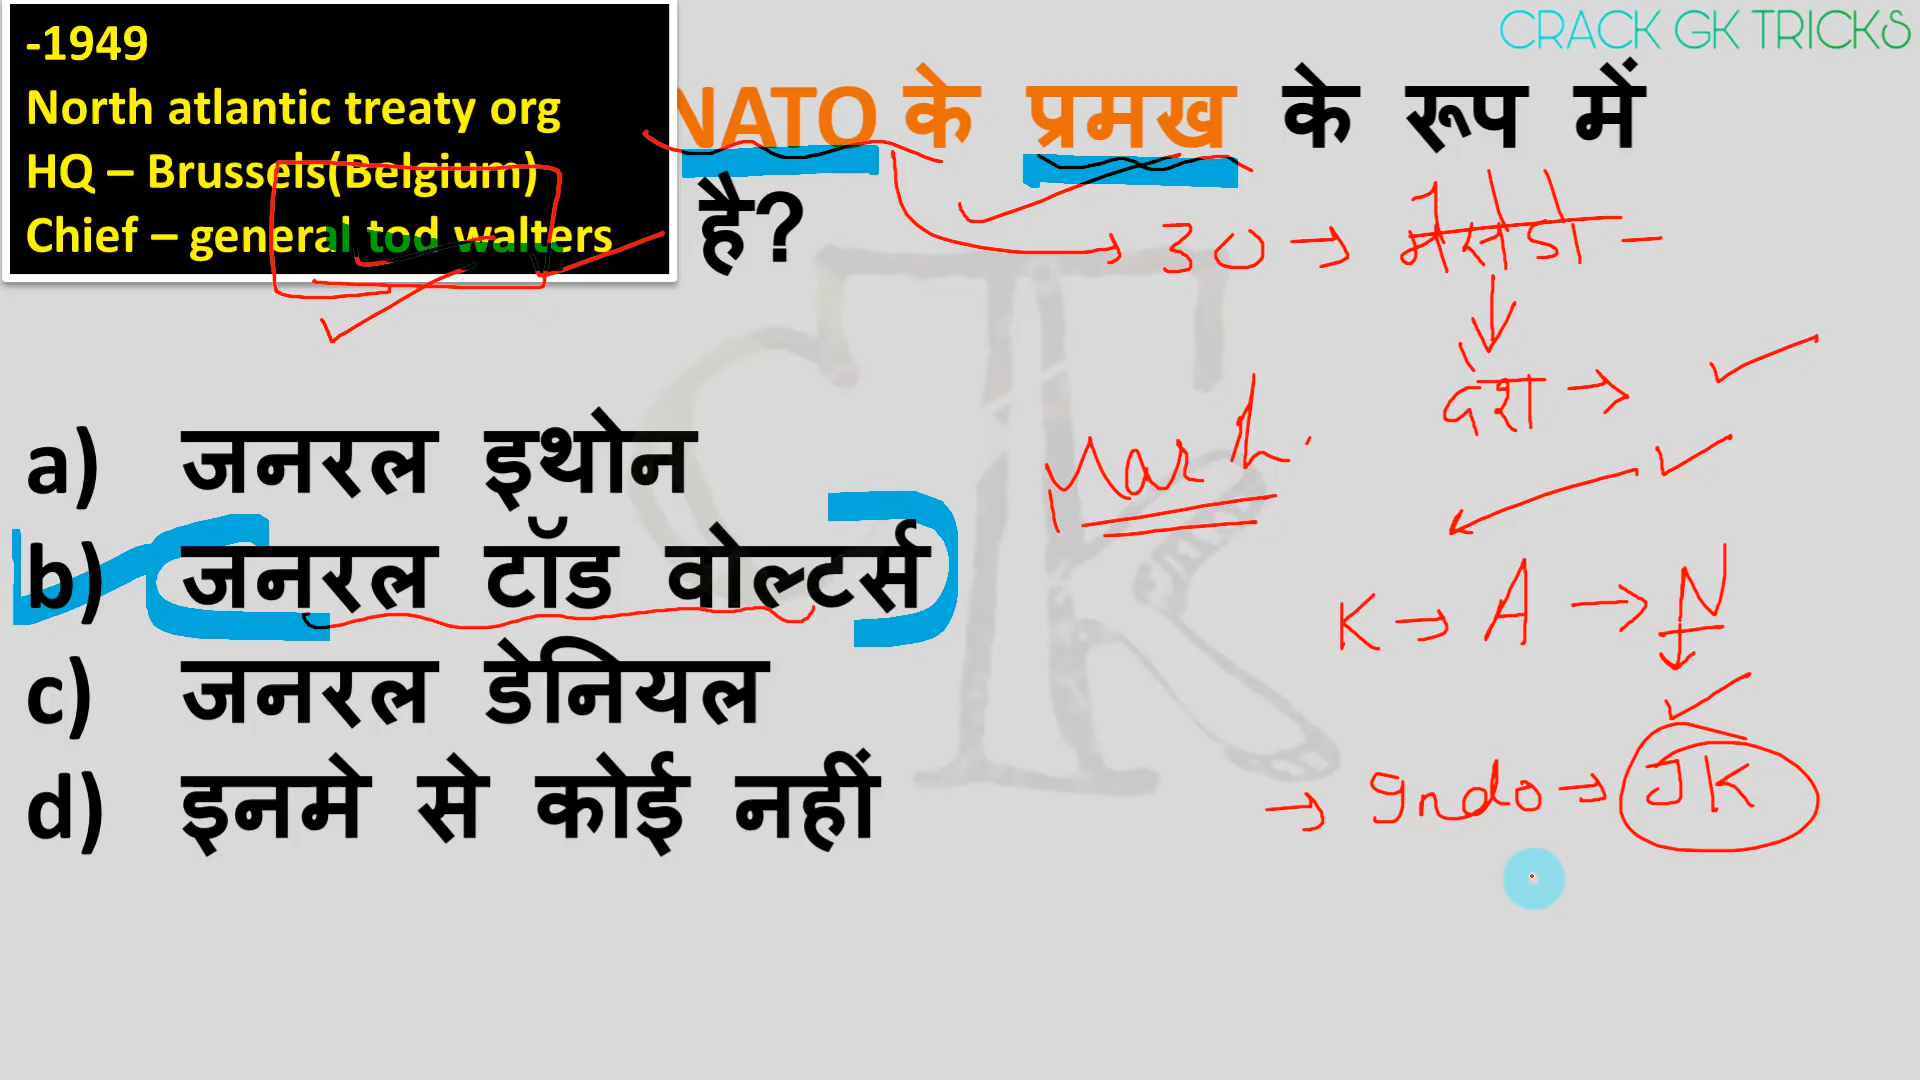 CRACK GK TRICKS
-1949
North atlantic treaty org
HQ – Brussels(Belgium)
Chief – general tod walters
NATO के प्रमख के रूप में
है?
30 →
देश →
Mark
K → A → N
→ Indo → JK
a) जनरल इथोन
b) जनरल टॉड वोल्टर्स
c) जनरल डेनियल
d) इनमे से कोई नहीं